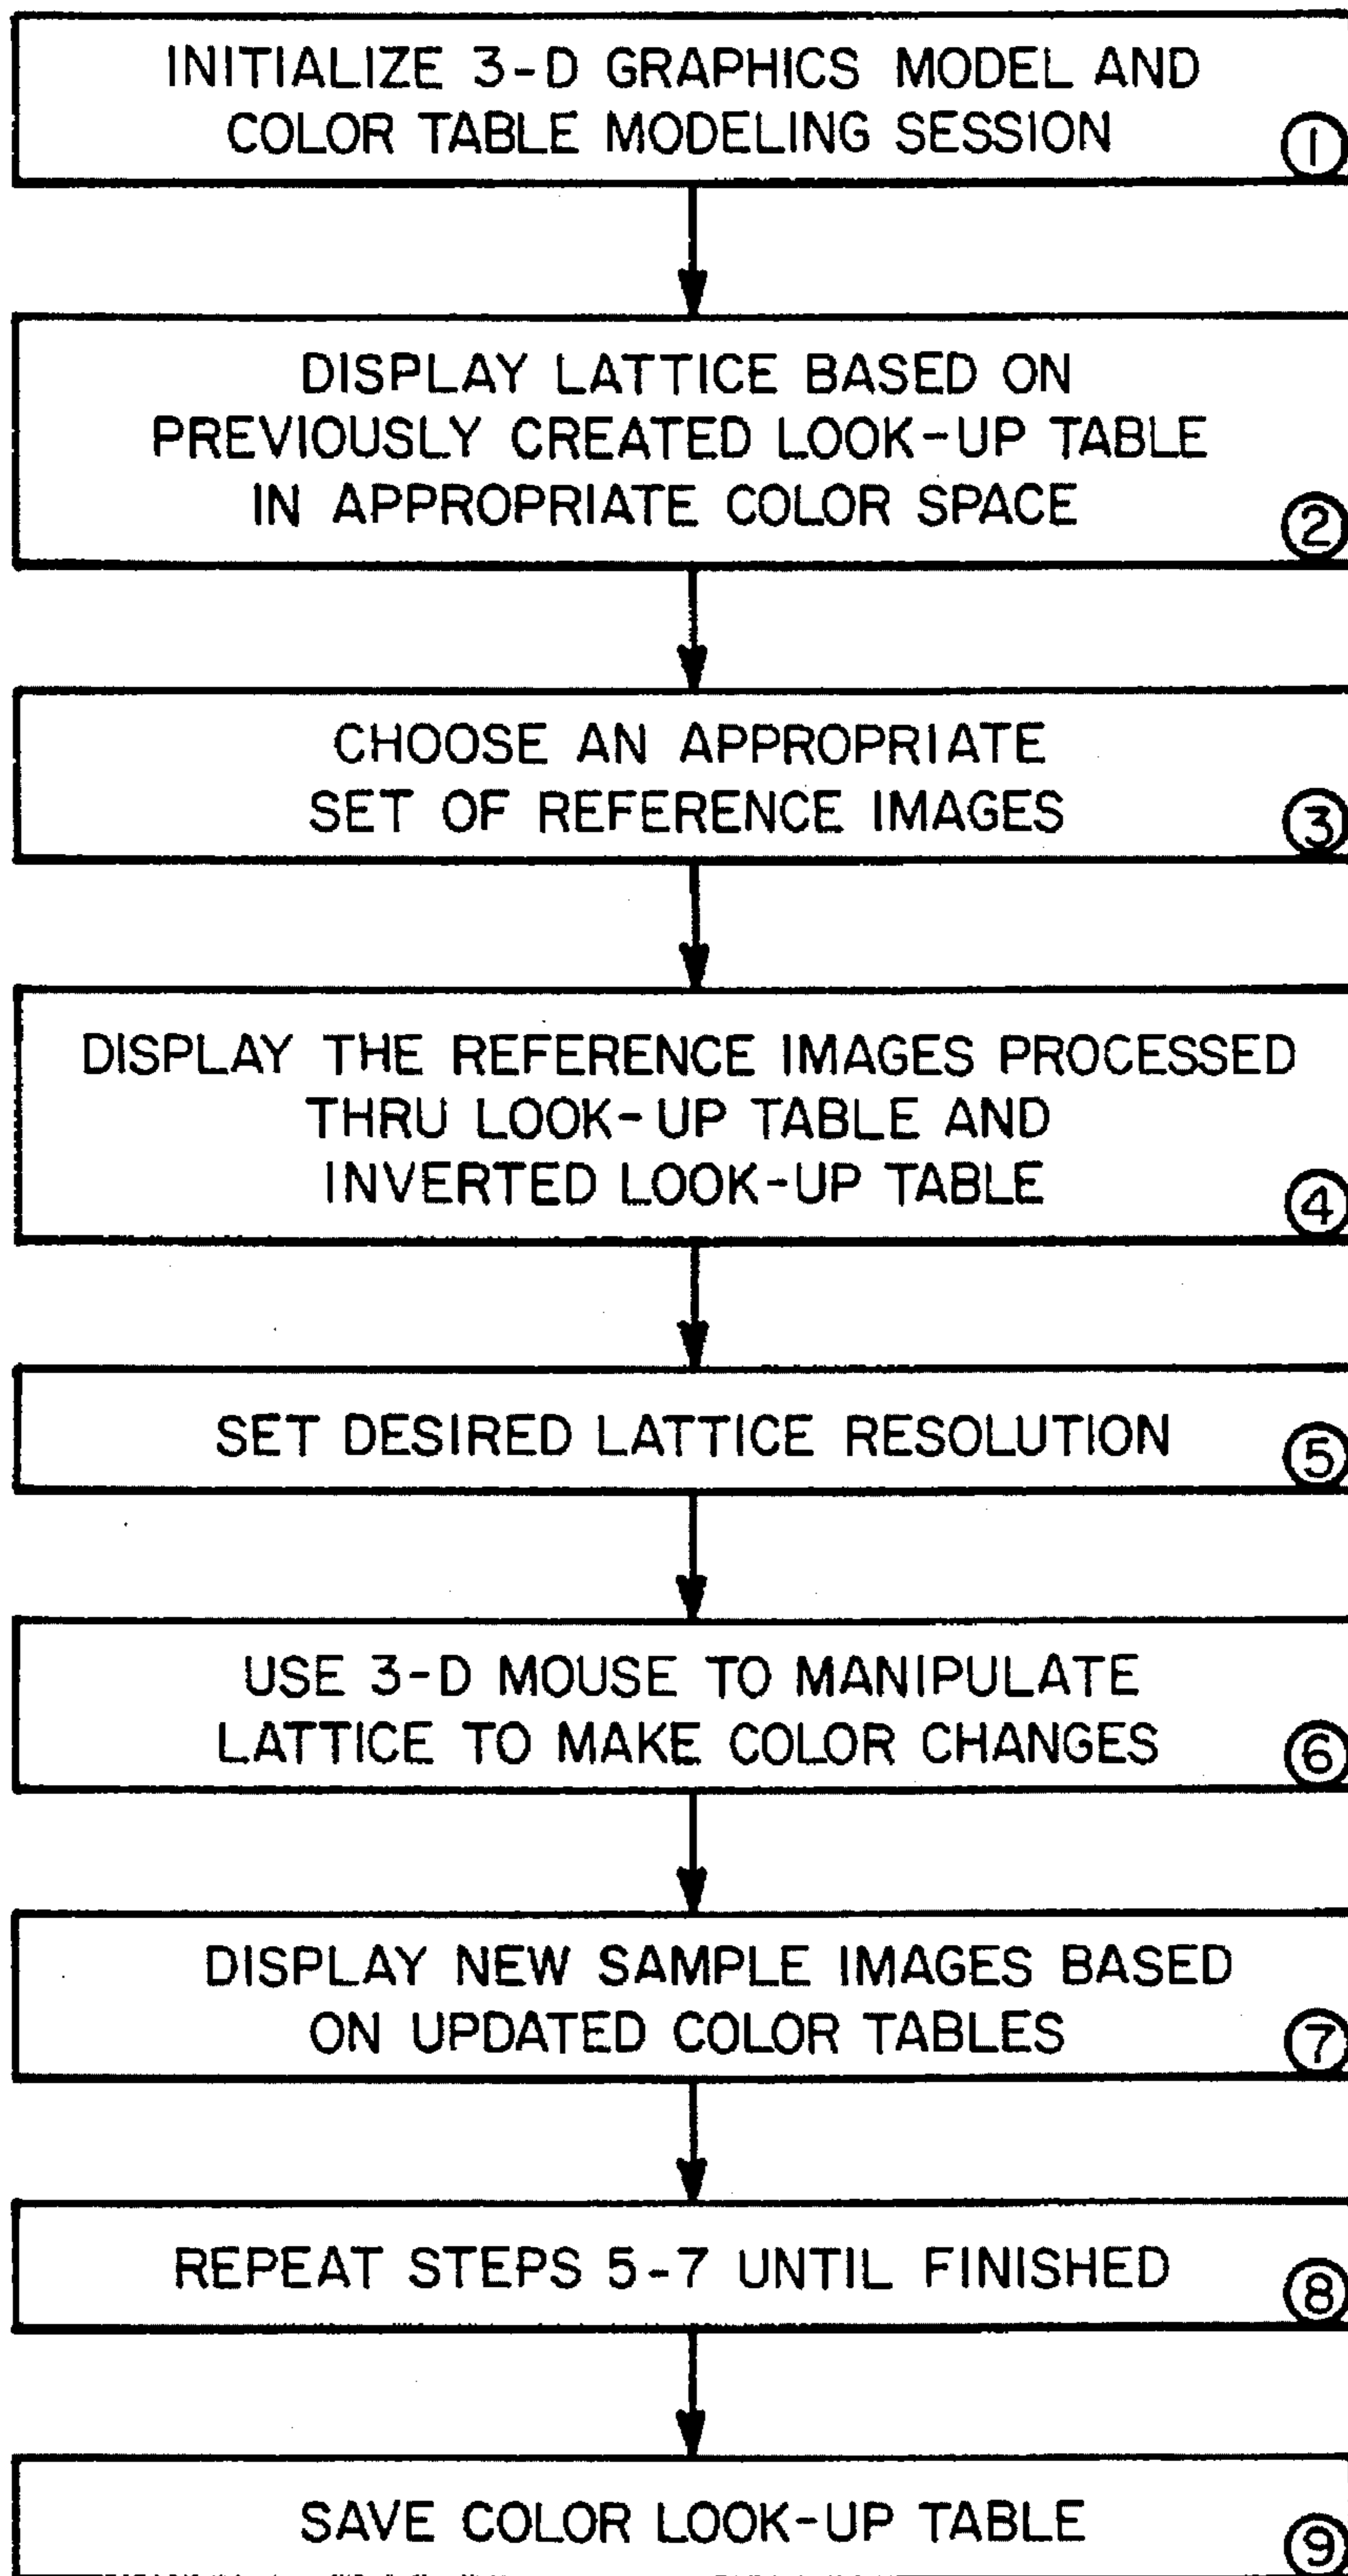 INITIALIZE 3-D GRAPHICS MODEL AND
COLOR TABLE MODELING SESSION
1
DISPLAY LATTICE BASED ON
PREVIOUSLY CREATED LOOK-UP TABLE
IN APPROPRIATE COLOR SPACE
2
CHOOSE AN APPROPRIATE
SET OF REFERENCE IMAGES
3
DISPLAY THE REFERENCE IMAGES PROCESSED
THRU LOOK-UP TABLE AND
INVERTED LOOK-UP TABLE
4
SET DESIRED LATTICE RESOLUTION
5
USE 3-D MOUSE TO MANIPULATE
LATTICE TO MAKE COLOR CHANGES
6
DISPLAY NEW SAMPLE IMAGES BASED
ON UPDATED COLOR TABLES
7
REPEAT STEPS 5-7 UNTIL FINISHED
8
SAVE COLOR LOOK-UP TABLE
9